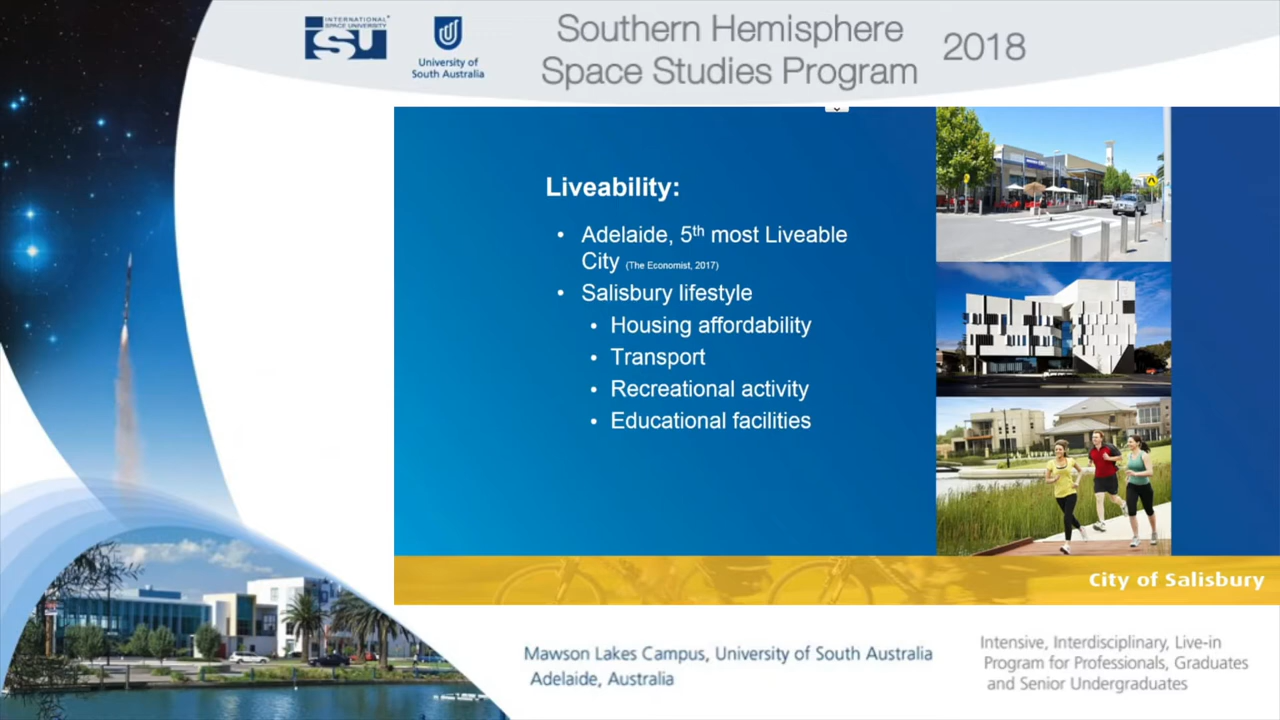 INTERNATIONAL
SPACE UNIVERSITY
ISU
University of
South Australia
Southern Hemisphere
Space Studies Program
2018
Liveability:
• Adelaide, 5th most Liveable
City (The Economist, 2017)
• Salisbury lifestyle
• Housing affordability
• Transport
• Recreational activity
• Educational facilities
City of Salisbury
Mawson Lakes Campus, University of South Australia
Adelaide, Australia
Intensive, Interdisciplinary, Live-in
Program for Professionals, Graduates
and Senior Undergraduates